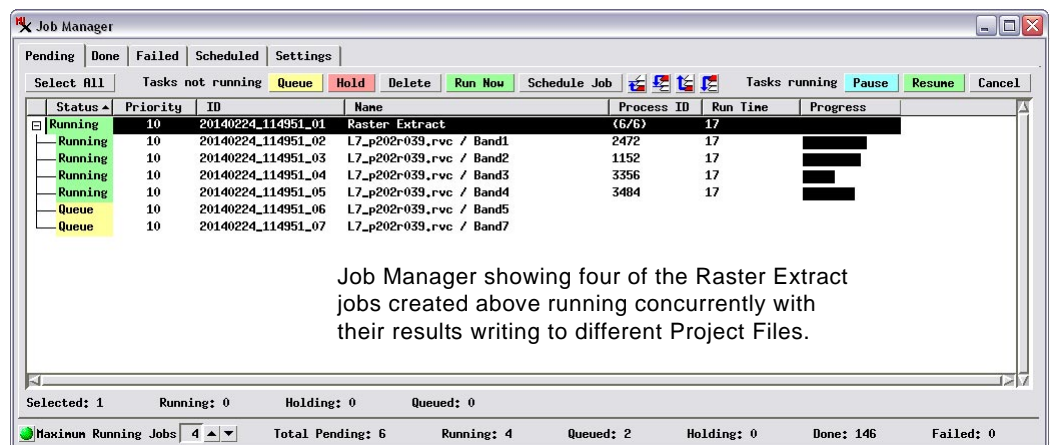 Job Manager
Pending Done Failed Scheduled Settings
Select All Tasks not running Queue Hold Delete Run Now Schedule Job Tasks running Pause Resume Cancel
Status Priority ID Name Process ID Run Time Progress
Running 10 20140224_114951_01 Raster Extract (6/6) 17
Running 10 20140224_114951_02 L7_p202r039.rvc / Band1 2472 17
Running 10 20140224_114951_03 L7_p202r039.rvc / Band2 1152 17
Running 10 20140224_114951_04 L7_p202r039.rvc / Band3 3356 17
Running 10 20140224_114951_05 L7_p202r039.rvc / Band4 3484 17
Queue 10 20140224_114951_06 L7_p202r039.rvc / Band5
Queue 10 20140224_114951_07 L7_p202r039.rvc / Band7
Job Manager showing four of the Raster Extract
jobs created above running concurrently with
their results writing to different Project Files.
Selected: 1 Running: 0 Holding: 0 Queued: 0
Maximum Running Jobs 4 Total Pending: 6 Running: 4 Queued: 2 Holding: 0 Done: 146 Failed: 0